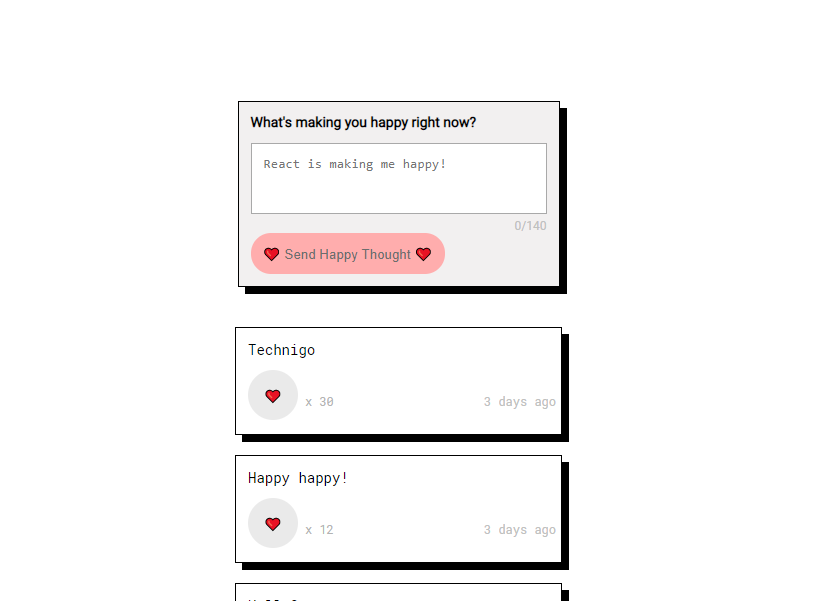 What's making you happy right now?
React is making me happy!
0/140
Send Happy Thought
Technigo
x 30
3 days ago
Happy happy!
x 12
3 days ago